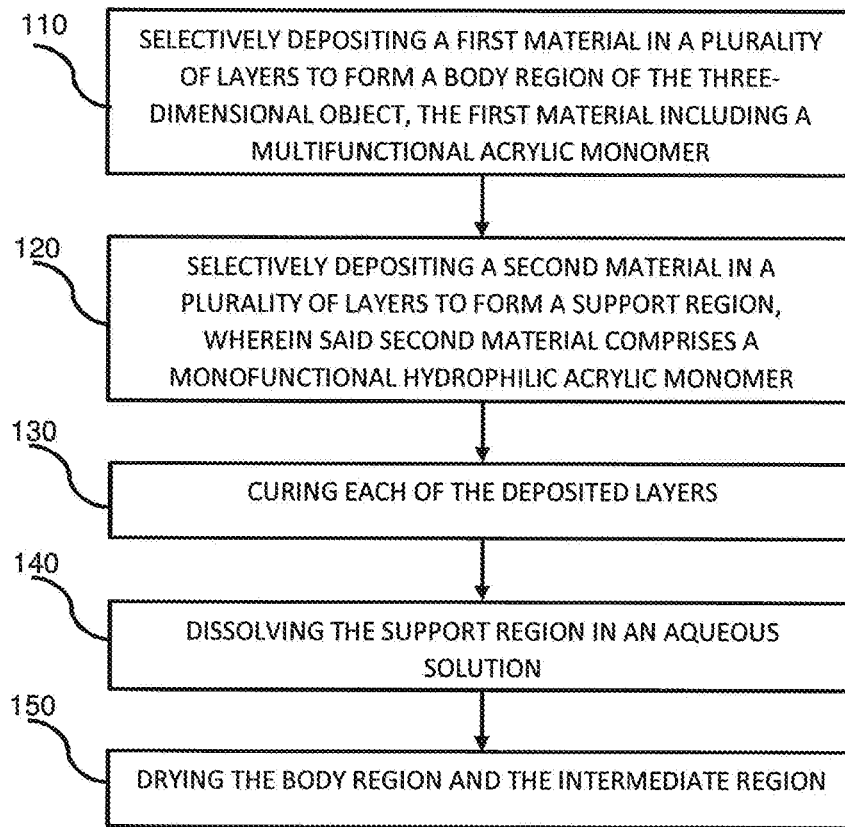 110
SELECTIVELY DEPOSITING A FIRST MATERIAL IN A PLURALITY
OF LAYERS TO FORM A BODY REGION OF THE THREE-
DIMENSIONAL OBJECT, THE FIRST MATERIAL INCLUDING A
MULTIFUNCTIONAL ACRYLIC MONOMER
120
SELECTIVELY DEPOSITING A SECOND MATERIAL IN A
PLURALITY OF LAYERS TO FORM A SUPPORT REGION,
WHEREIN SAID SECOND MATERIAL COMPRISES A
MONOFUNCTIONAL HYDROPHILIC ACRYLIC MONOMER
130
CURING EACH OF THE DEPOSITED LAYERS
140
DISSOLVING THE SUPPORT REGION IN AN AQUEOUS
SOLUTION
150
DRYING THE BODY REGION AND THE INTERMEDIATE REGION